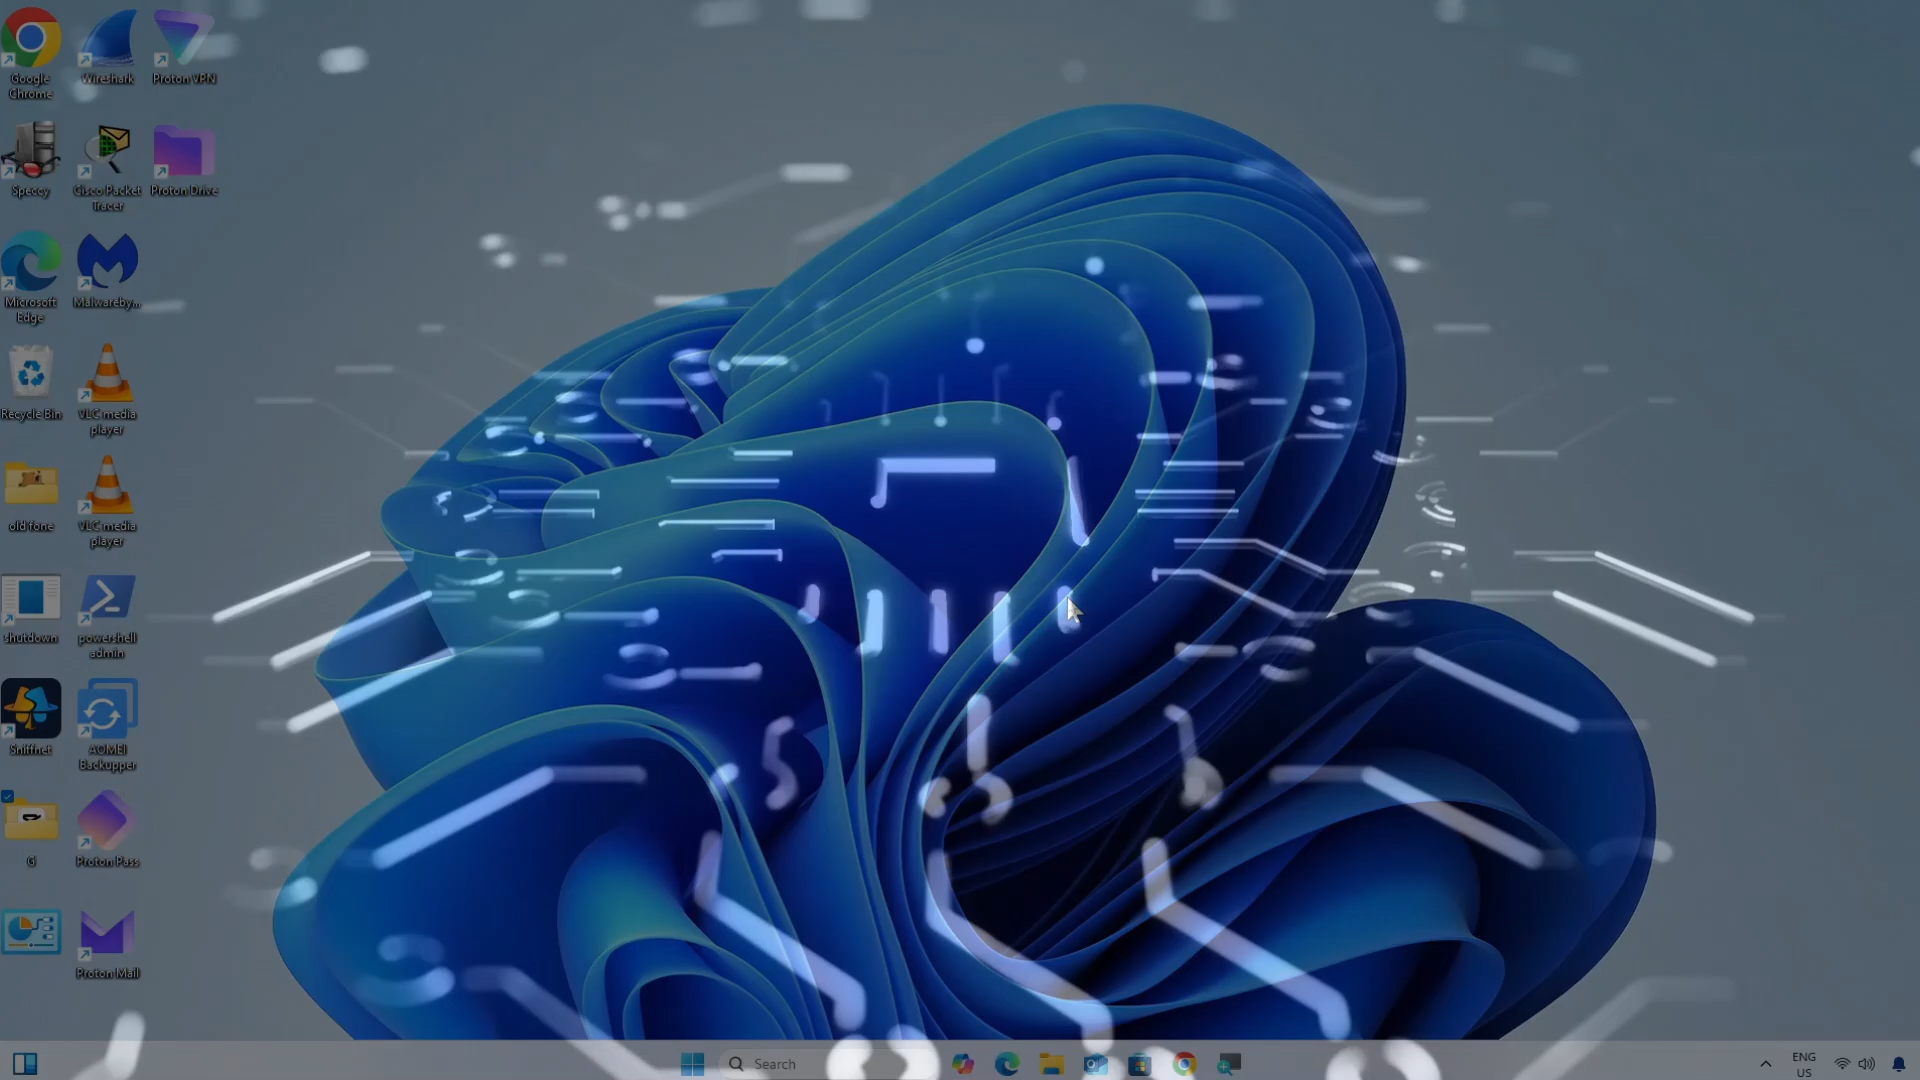 Google
Chrome
Wireshark
Proton VPN
Speccy
Cisco Packet
Tracer
Proton Drive
Microsoft
Edge
Malwareby...
Recycle Bin
VLC media
player
old fone
VLC media
player
shutdown
powershell
admin
Sniffnet
AOMEI
Backupper
G
Proton Pass
Proton Mail
Search
ENG
US